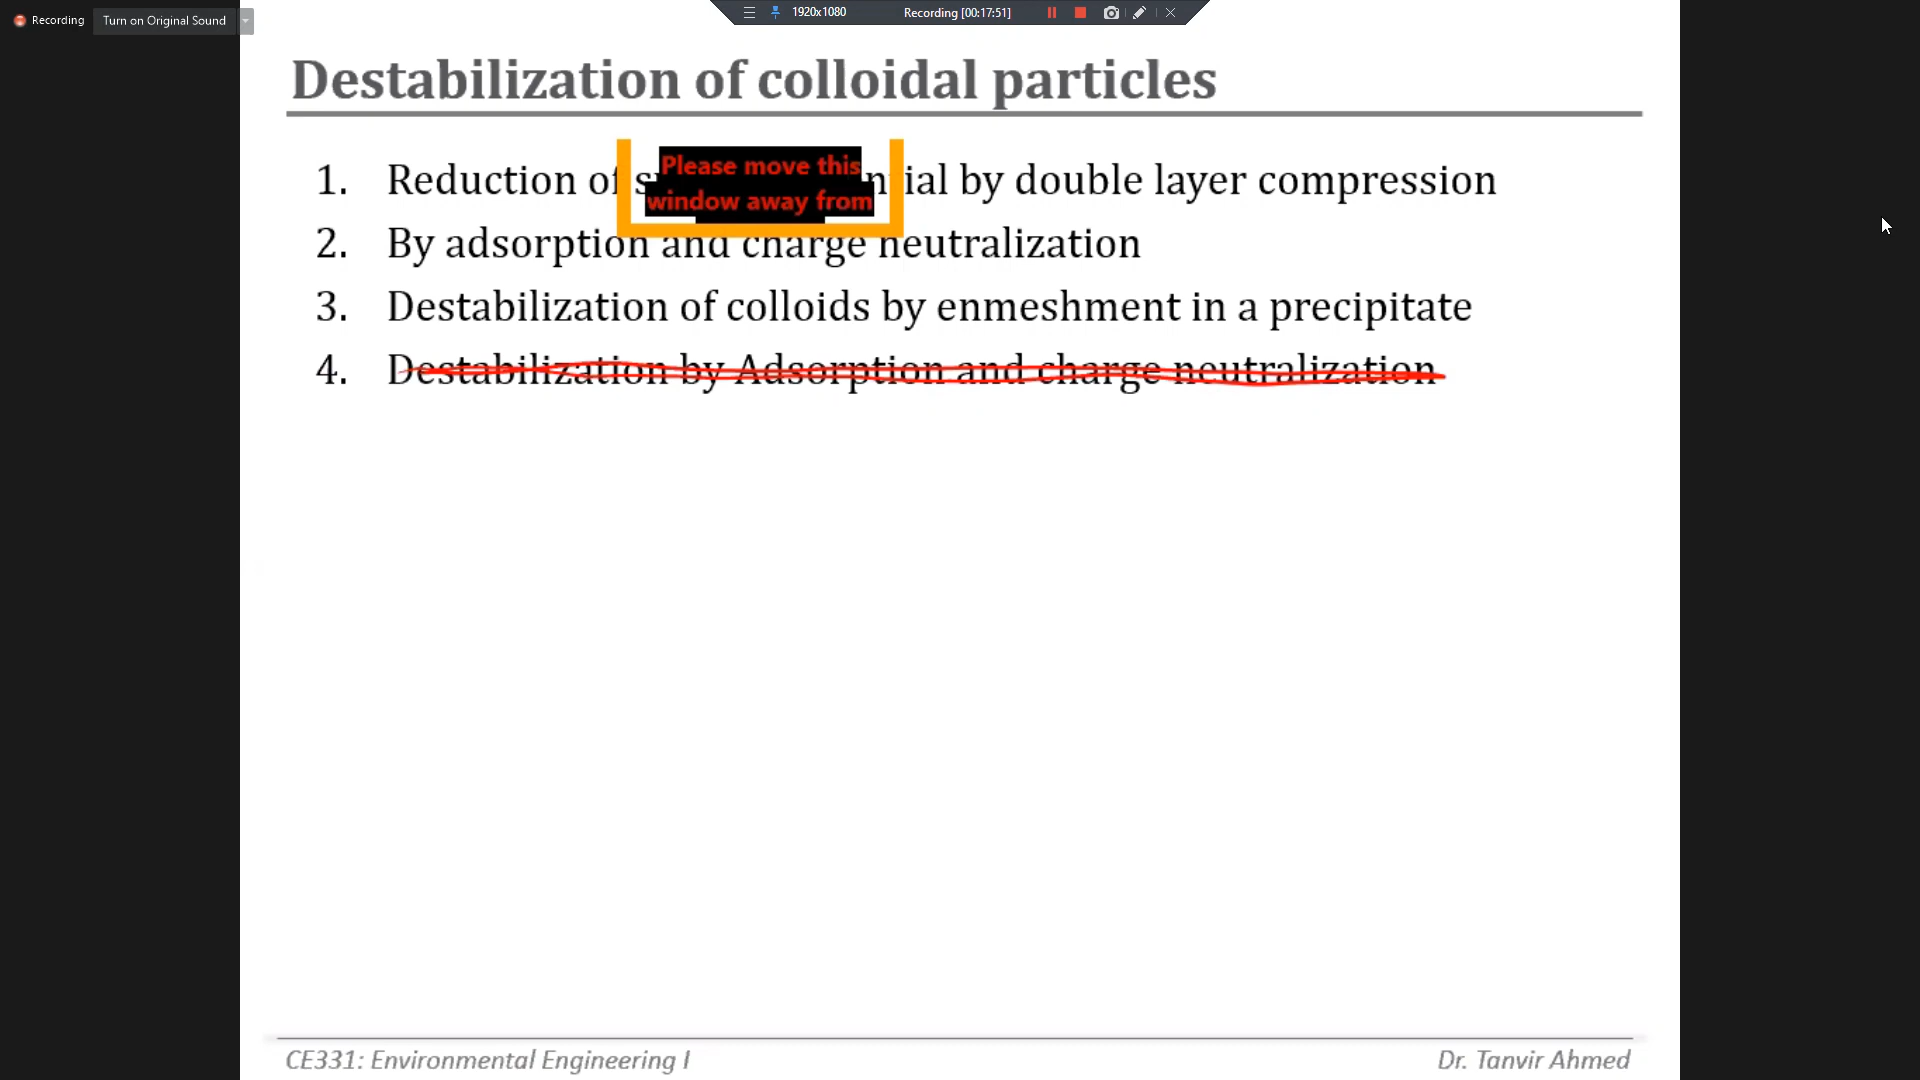 Recording Turn on Original Sound
1920x1080 Recording [00:17:51]
Destabilization of colloidal particles
1. Reduction of ial by double layer compression
Please move this
window away from
2. By adsorption and charge neutralization
3. Destabilization of colloids by enmeshment in a precipitate
4. Destabilization by Adsorption and charge neutralization
CE331: Environmental Engineering I
Dr. Tanvir Ahmed